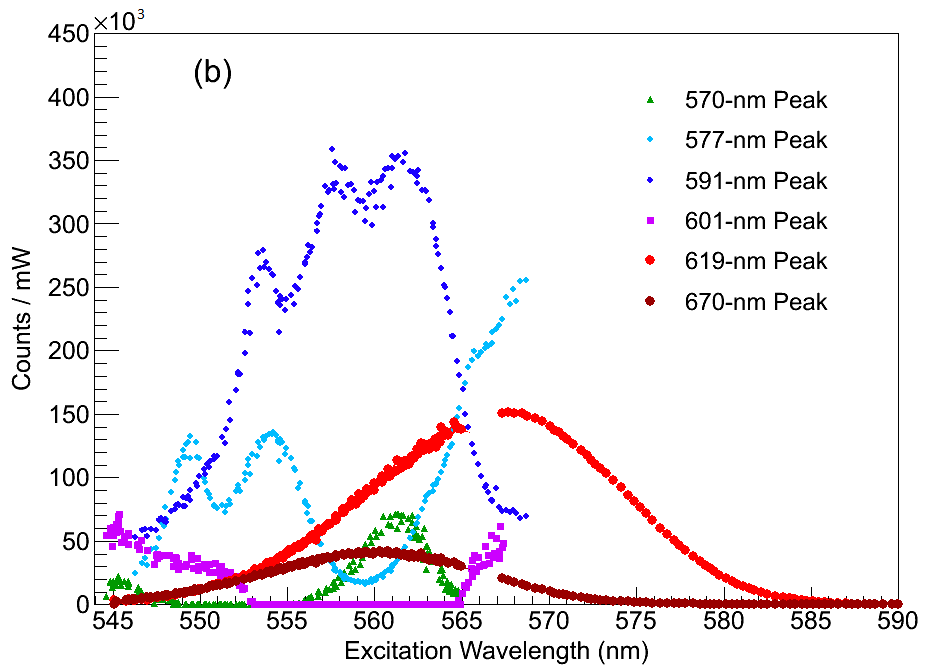 ×10³
450
400
350
300
250
200
150
100
50
0
Counts / mW
(b)
570-nm Peak
577-nm Peak
591-nm Peak
601-nm Peak
619-nm Peak
670-nm Peak
545 550 555 560 565 570 575 580 585 590
Excitation Wavelength (nm)